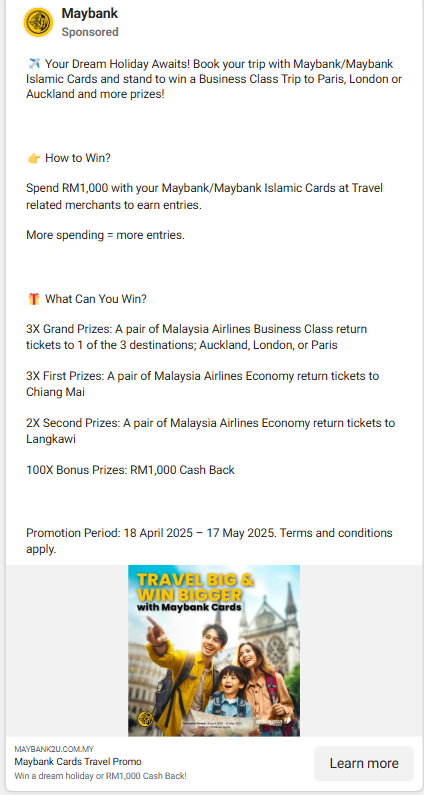 Maybank
Sponsored
✈️ Your Dream Holiday Awaits! Book your trip with Maybank/Maybank
Islamic Cards and stand to win a Business Class Trip to Paris, London or
Auckland and more prizes!
👉 How to Win?
Spend RM1,000 with your Maybank/Maybank Islamic Cards at Travel
related merchants to earn entries.
More spending = more entries.
🎁 What Can You Win?
3X Grand Prizes: A pair of Malaysia Airlines Business Class return
tickets to 1 of the 3 destinations; Auckland, London, or Paris
3X First Prizes: A pair of Malaysia Airlines Economy return tickets to
Chiang Mai
2X Second Prizes: A pair of Malaysia Airlines Economy return tickets to
Langkawi
100X Bonus Prizes: RM1,000 Cash Back
Promotion Period: 18 April 2025 – 17 May 2025. Terms and conditions
apply.
TRAVEL BIG &
WIN BIGGER
with Maybank Cards
MAYBANK2U.COM.MY
Maybank Cards Travel Promo
Win a dream holiday or RM1,000 Cash Back!
Learn more